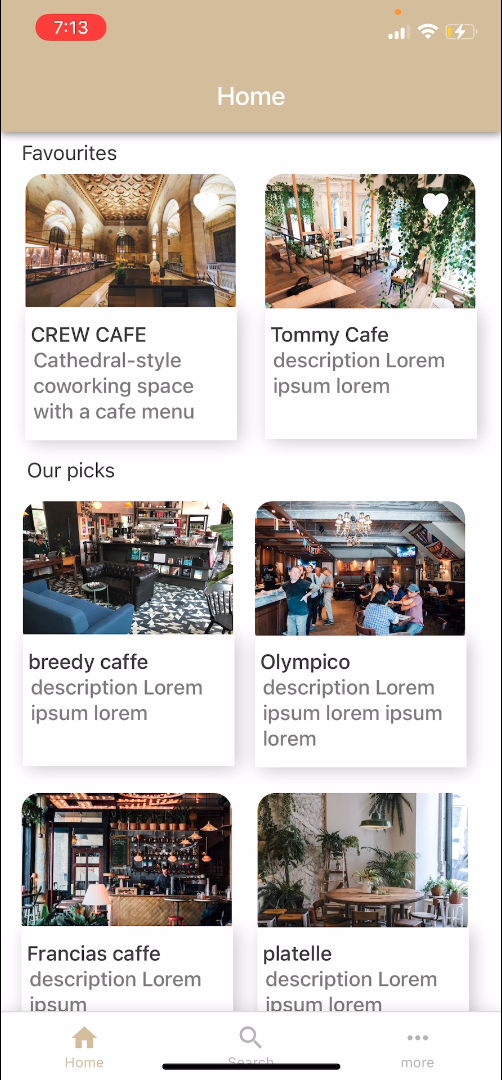 7:13
Home
Favourites
CREW CAFE
Cathedral-style
coworking space
with a cafe menu
Tommy Cafe
description Lorem
ipsum lorem
Our picks
breedy caffe
description Lorem
ipsum lorem
Olympico
description Lorem
ipsum lorem ipsum
lorem
Francias caffe
description Lorem
ipsum
platelle
description Lorem
ipsum lorem
Home
Search
more